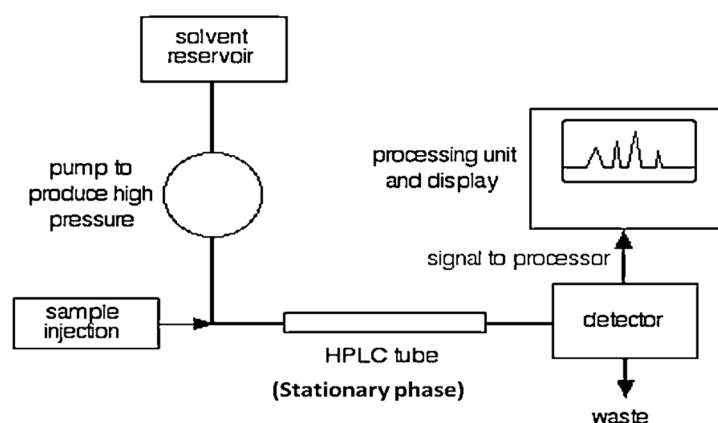 solvent
reservoir
pump to
produce high
pressure
processing unit
and display
signal to processor
sample
injection
detector
HPLC tube
(Stationary phase)
waste